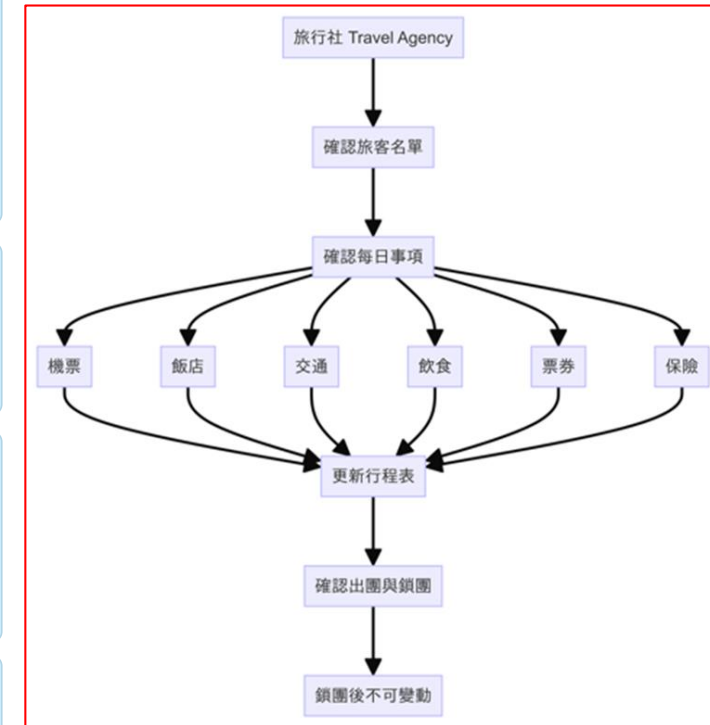 旅行社 Travel Agency
確認旅客名單
確認每日事項
機票
飯店
交通
飲食
票券
保險
更新行程表
確認出團與鎖團
鎖團後不可變動